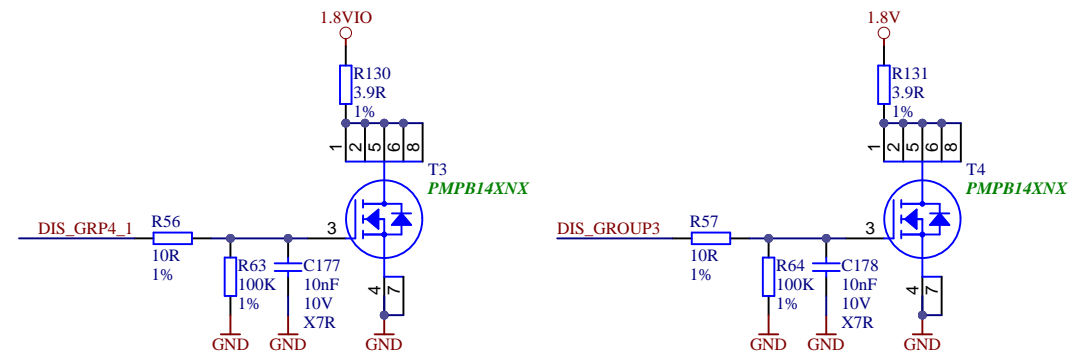 1.8VIO
R130
3.9R
1%
1
2
5
6
8
T3
PMPB14XNX
DIS_GRP4_1
R56
10R
1%
3
R63
100K
1%
C177
10nF
10V
X7R
4
7
GND
GND
GND
1.8V
R131
3.9R
1%
1
2
5
6
8
T4
PMPB14XNX
DIS_GROUP3
R57
10R
1%
3
R64
100K
1%
C178
10nF
10V
X7R
4
7
GND
GND
GND